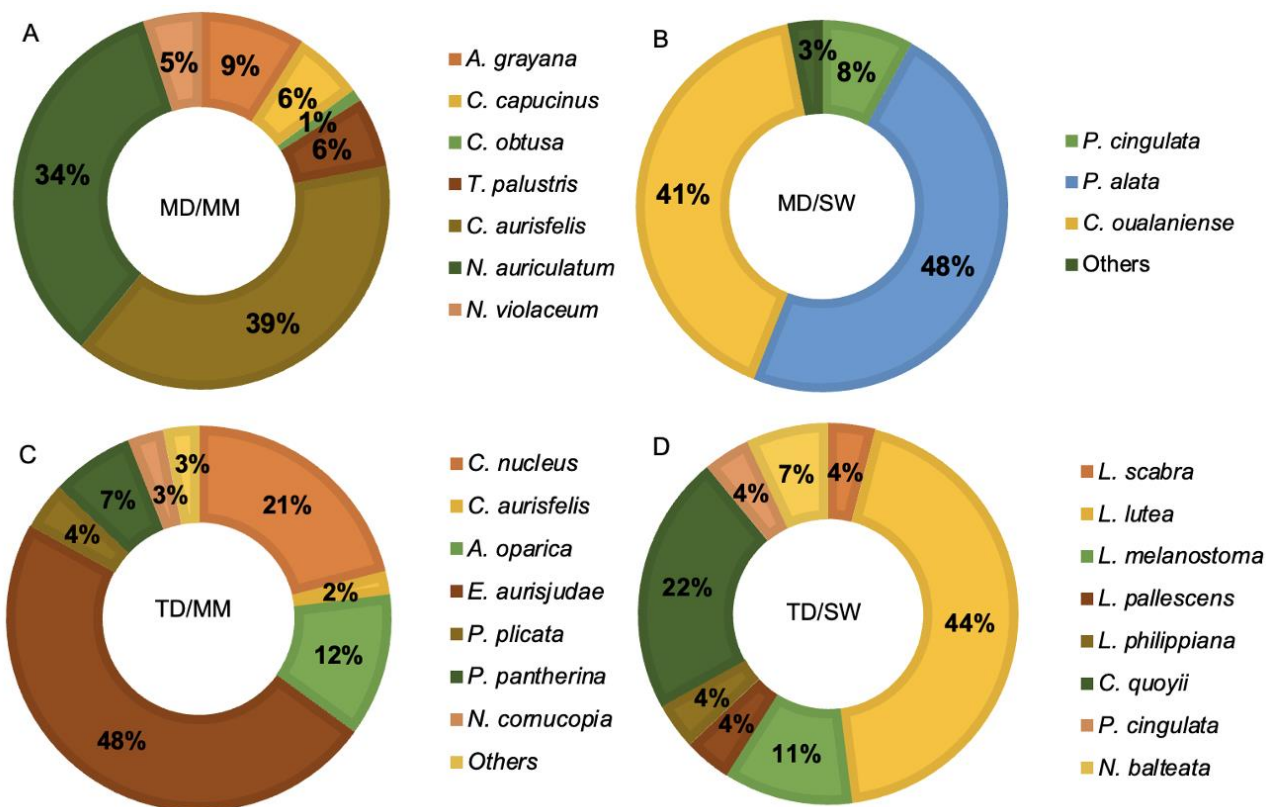 A
5%
9%
6%
1%
6%
34%
MD/MM
39%
A. grayana
C. capucinus
C. obtusa
T. palustris
C. aurisfelis
N. auriculatum
N. violaceum
B
3%
8%
41%
MD/SW
48%
P. cingulata
P. alata
C. oualaniense
Others
C
3%
3%
7%
21%
4%
2%
TD/MM
12%
48%
C. nucleus
C. aurisfelis
A. oparica
E. aurisjudae
P. plicata
P. pantherina
N. cornucopia
Others
D
7%
4%
4%
22%
TD/SW
44%
4%
4%
11%
L. scabra
L. lutea
L. melanostoma
L. pallescens
L. philippiana
C. quoyii
P. cingulata
N. balteata